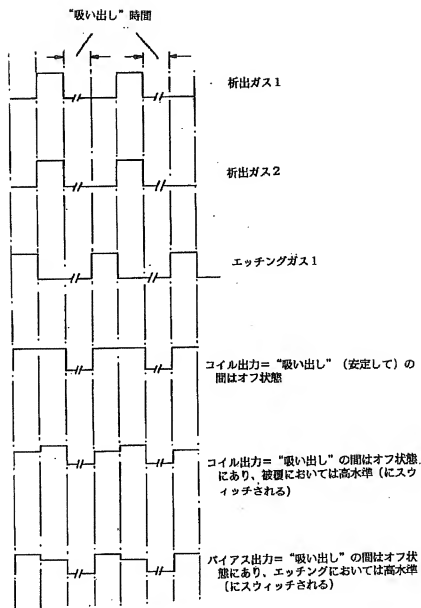 “吸い出し”時間
析出ガス1
析出ガス2
エッチングガス1
コイル出力=“吸い出し”(安定して)の
間はオフ状態
コイル出力=“吸い出し”の間はオフ状態
にあり、被覆においては高水準(にスウ
ィッチされる)
バイアス出力=“吸い出し”の間はオフ状
態にあり、エッチングにおいては高水準
(にスウィッチされる)